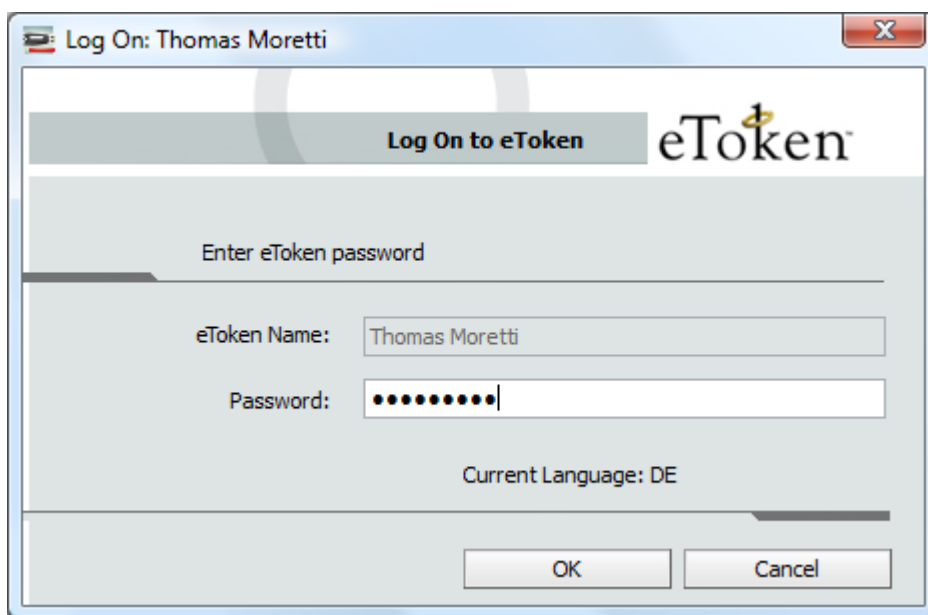 Log On: Thomas Moretti
Log On to eToken
eToken™
Enter eToken password
eToken Name: Thomas Moretti
Password: •••••••••
Current Language: DE
OK Cancel